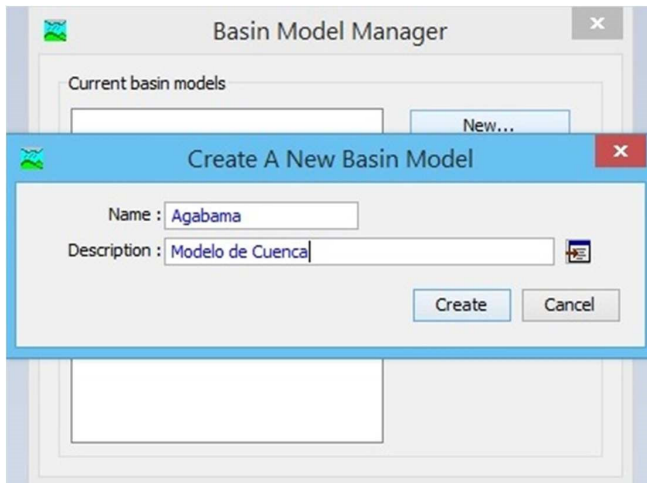 Basin Model Manager
Current basin models
New...
Create A New Basin Model
Name : Agabama
Description : Modelo de Cuenca
Create Cancel